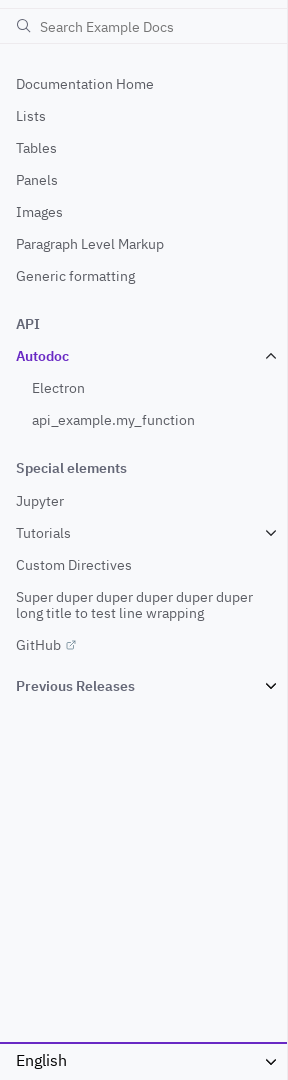 Search Example Docs
Documentation Home
Lists
Tables
Panels
Images
Paragraph Level Markup
Generic formatting
API
Autodoc
Electron
api_example.my_function
Special elements
Jupyter
Tutorials
Custom Directives
Super duper duper duper duper duper
long title to test line wrapping
GitHub
Previous Releases
English